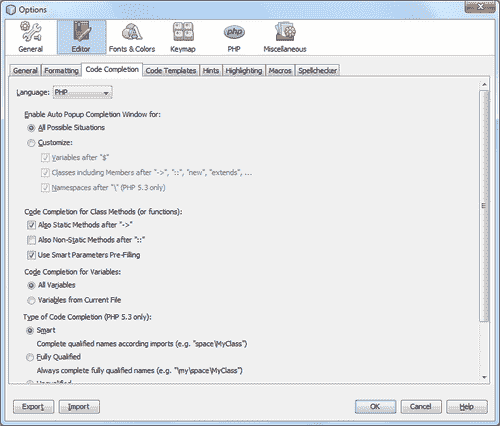 Options
General Editor Fonts & Colors Keymap PHP Miscellaneous
General Formatting Code Completion Code Templates Hints Highlighting Macros Spellchecker
Language: PHP
Enable Auto Popup Completion Window for:
All Possible Situations
Customize:
Variables after "$"
Classes including Members after "->", "::", "new", "extends", ...
Namespaces after "\" (PHP 5.3 only)
Code Completion for Class Methods (or functions):
Also Static Methods after "->"
Also Non-Static Methods after "::"
Use Smart Parameters Pre-Filling
Code Completion for Variables:
All Variables
Variables from Current File
Type of Code Completion (PHP 5.3 only):
Smart
Complete qualified names according imports (e.g. "space\MyClass")
Fully Qualified
Always complete fully qualified names (e.g. "\my\space\MyClass")
Unqualified
Export Import OK Cancel Help